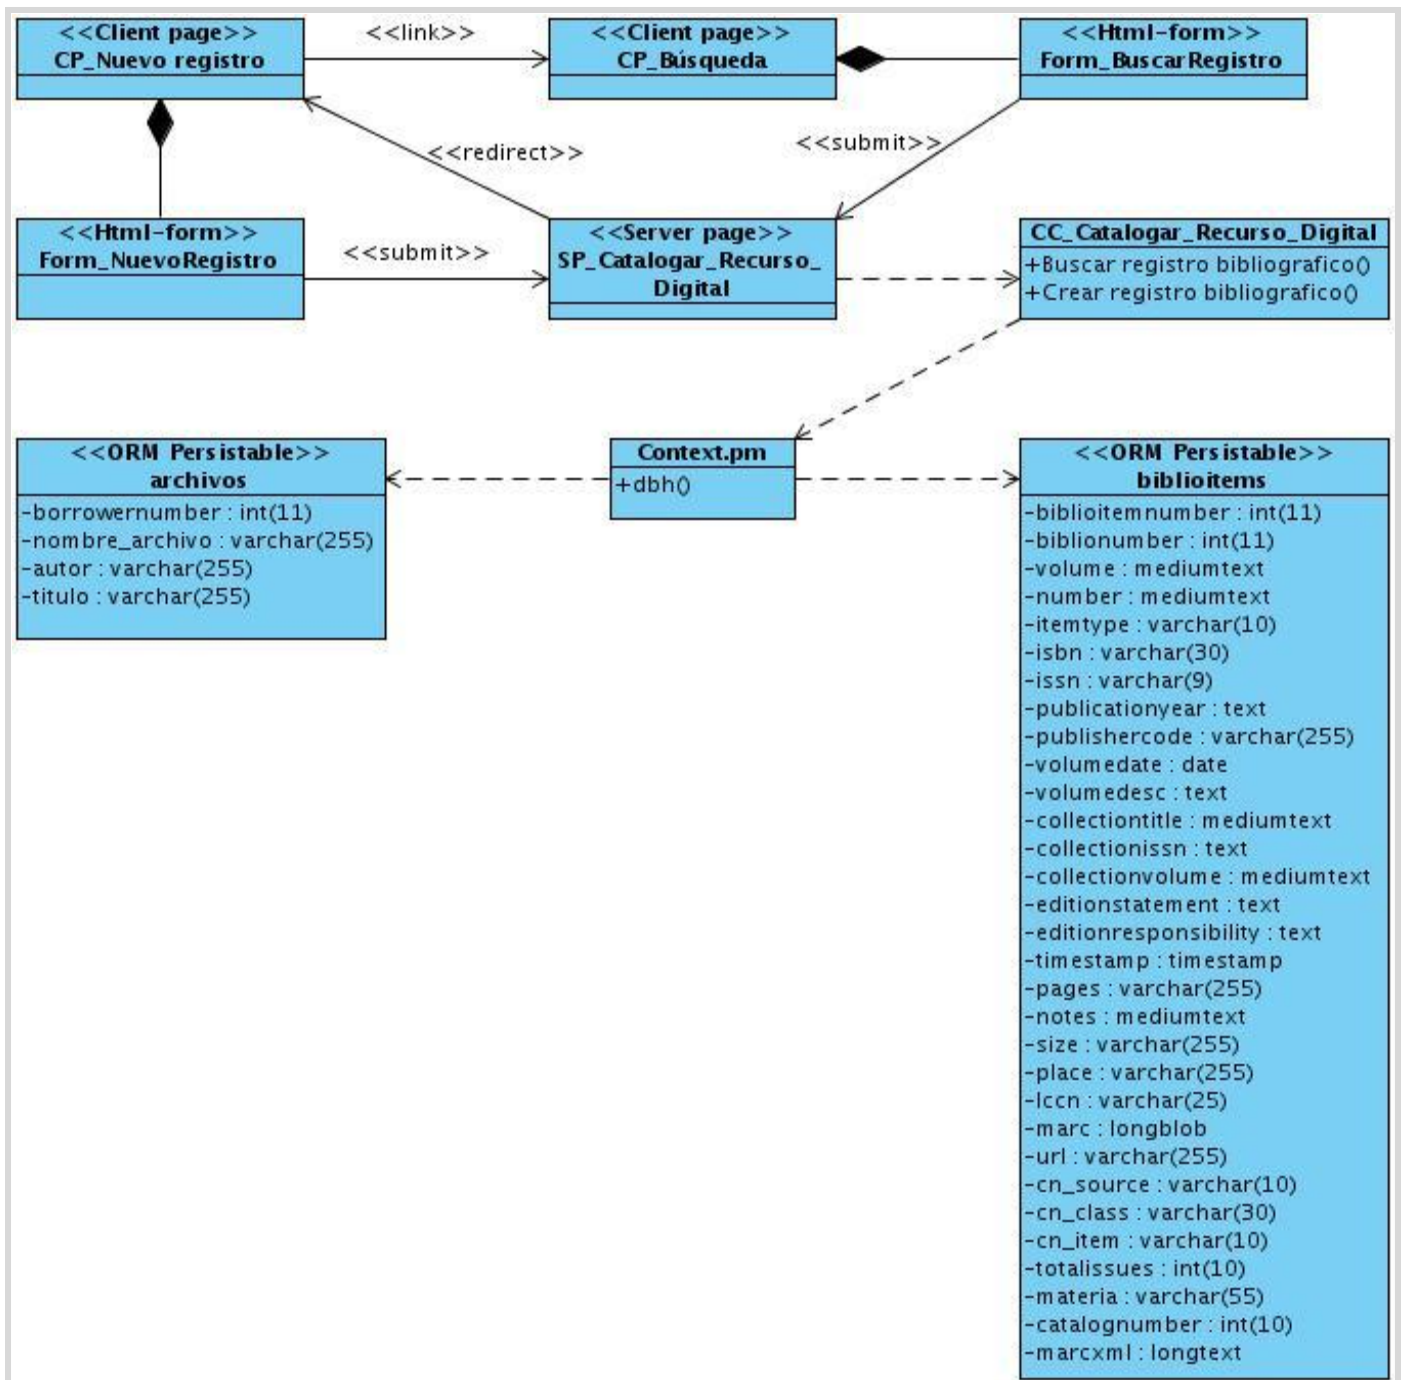 <<Client page>>
CP_Nuevo registro
<<link>>
<<Client page>>
CP_Búsqueda
<<Html-form>>
Form_BuscarRegistro
<<redirect>>
<<submit>>
<<Html-form>>
Form_NuevoRegistro
<<submit>>
<<Server page>>
SP_Catalogar_Recurso_
Digital
CC_Catalogar_Recurso_Digital
+Buscar registro bibliografico()
+Crear registro bibliografico()
<<ORM Persistable>>
archivos
-borrowernumber : int(11)
-nombre_archivo : varchar(255)
-autor : varchar(255)
-titulo : varchar(255)
Context.pm
+dbh()
<<ORM Persistable>>
biblioitems
-biblioitemnumber : int(11)
-biblionumber : int(11)
-volume : mediumtext
-number : mediumtext
-itemtype : varchar(10)
-isbn : varchar(30)
-issn : varchar(9)
-publicationyear : text
-publishercode : varchar(255)
-volumedate : date
-volumedesc : text
-collectiontitle : mediumtext
-collectionissn : text
-collectionvolume : mediumtext
-editionstatement : text
-editionresponsibility : text
-timestamp : timestamp
-pages : varchar(255)
-notes : mediumtext
-size : varchar(255)
-place : varchar(255)
-lccn : varchar(25)
-marc : longblob
-url : varchar(255)
-cn_source : varchar(10)
-cn_class : varchar(30)
-cn_item : varchar(10)
-totalissues : int(10)
-materia : varchar(55)
-catalognumber : int(10)
-marcxml : longtext